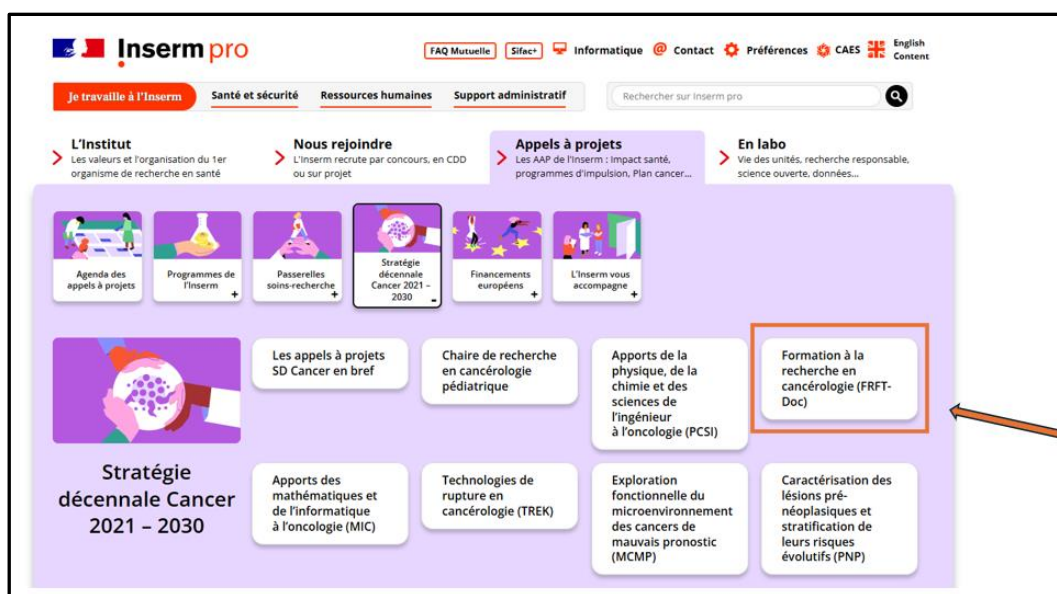 Inserm pro
FAQ Mutuelle
Sifac+
Informatique
Contact
Préférences
CAES
English
Content
Je travaille à l'Inserm
Santé et sécurité
Ressources humaines
Support administratif
Rechercher sur Inserm pro
L'Institut
Les valeurs et l'organisation du 1er
organisme de recherche en santé
Nous rejoindre
L'Inserm recrute par concours, en CDD
ou sur projet
Appels à projets
Les AAP de l'Inserm : Impact santé,
programmes d'impulsion, Plan cancer...
En labo
Vie des unités, recherche responsable,
science ouverte, données...
Agenda des
appels à projets
Programmes de
l'Inserm
+
Passerelles
soins-recherche
+
Stratégie
décennale
Cancer 2021 –
2030
-
Financements
européens
+
L'Inserm vous
accompagne
+
Stratégie
décennale Cancer
2021 – 2030
Les appels à projets
SD Cancer en bref
Chaire de recherche
en cancérologie
pédiatrique
Apports de la
physique, de la
chimie et des
sciences de
l'ingénieur
à l'oncologie (PCSI)
Formation à la
recherche en
cancérologie (FRFT-
Doc)
Apports des
mathématiques et
de l'informatique
à l'oncologie (MIC)
Technologies de
rupture en
cancérologie (TREK)
Exploration
fonctionnelle du
microenvironnement
des cancers de
mauvais pronostic
(MCMP)
Caractérisation des
lésions pré-
néoplasiques et
stratification de
leurs risques
évolutifs (PNP)